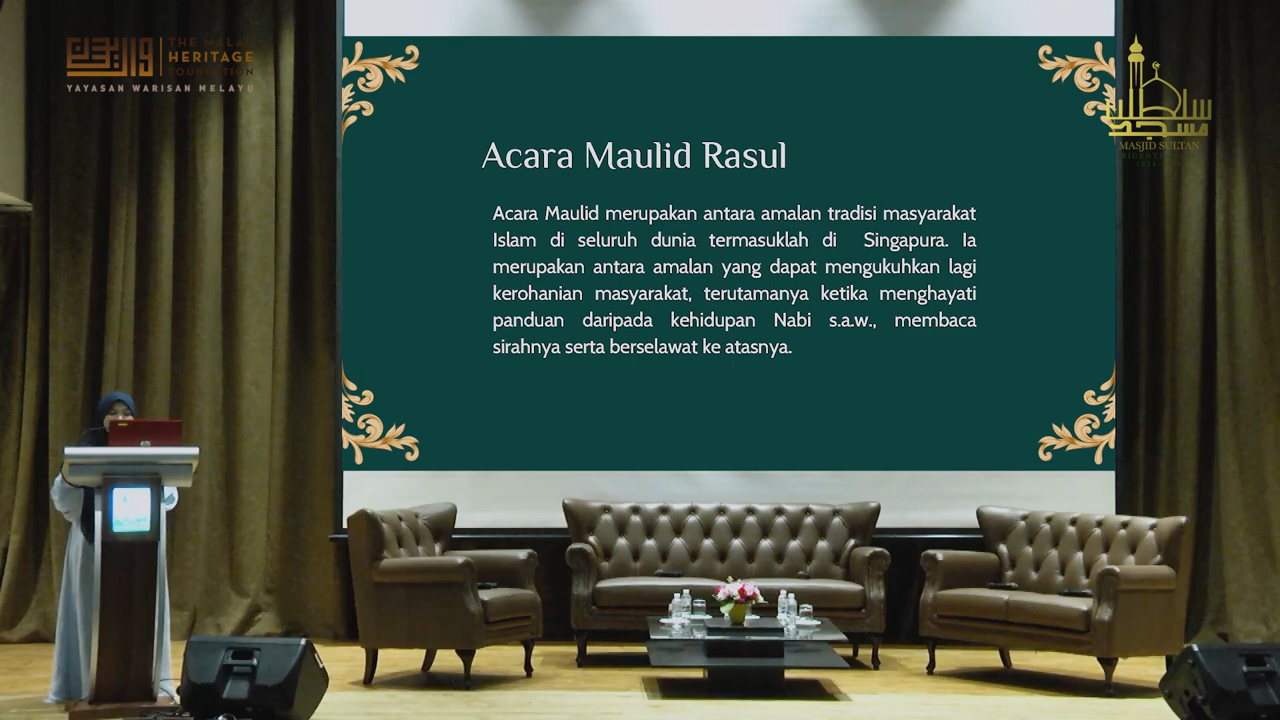 THE MALAY
HERITAGE
FOUNDATION
YAYASAN WARISAN MELAYU
Acara Maulid Rasul
Acara Maulid merupakan antara amalan tradisi masyarakat
Islam di seluruh dunia termasuklah di Singapura. Ia
merupakan antara amalan yang dapat mengukuhkan lagi
kerohanian masyarakat, terutamanya ketika menghayati
panduan daripada kehidupan Nabi s.a.w., membaca
sirahnya serta berselawat ke atasnya.
سلطان
مسجد
MASJID SULTAN